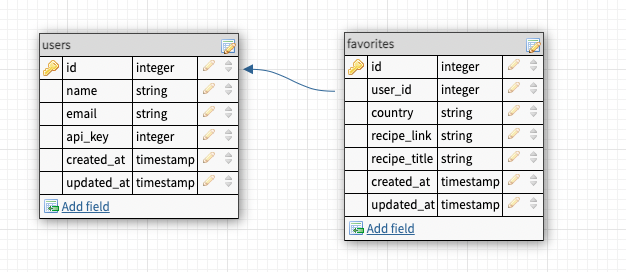 users
id integer
name string
email string
api_key integer
created_at timestamp
updated_at timestamp
Add field
favorites
id integer
user_id integer
country string
recipe_link string
recipe_title string
created_at timestamp
updated_at timestamp
Add field